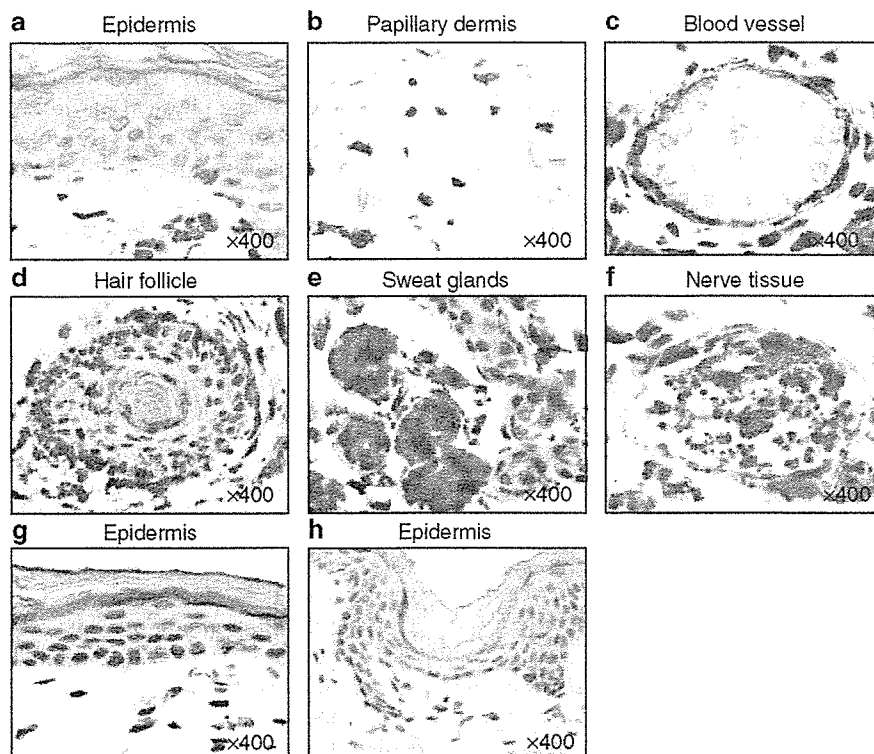 a Epidermis
b Papillary dermis
c Blood vessel
×400
×400
×400
d Hair follicle
e Sweat glands
f Nerve tissue
×400
×400
×400
g Epidermis
h Epidermis
×400
×400